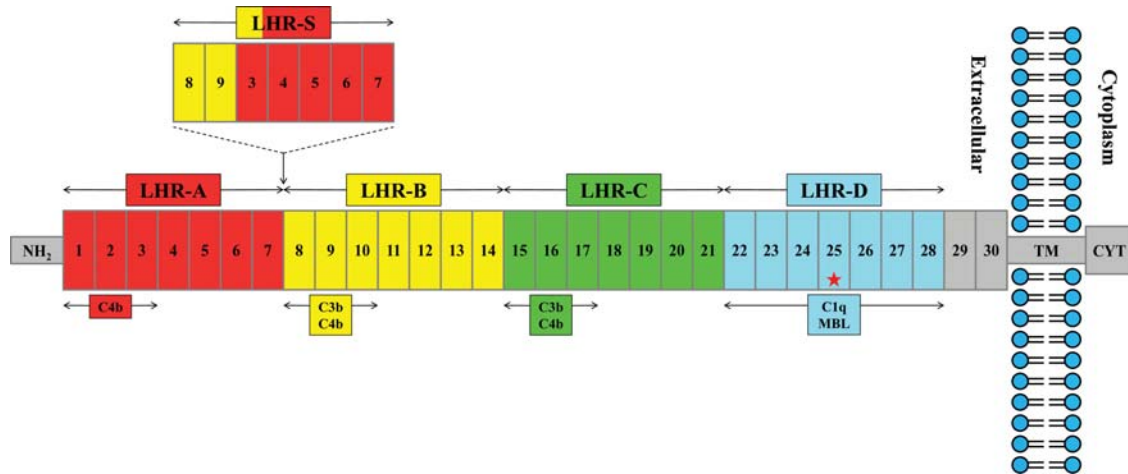 LHR-S
8 9 3 4 5 6 7
Extracellular
Cytoplasm
LHR-A LHR-B LHR-C LHR-D
NH2 1 2 3 4 5 6 7 8 9 10 11 12 13 14 15 16 17 18 19 20 21 22 23 24 25 26 27 28 29 30 TM CYT
C4b C3b C3b C1q
C4b C4b MBL